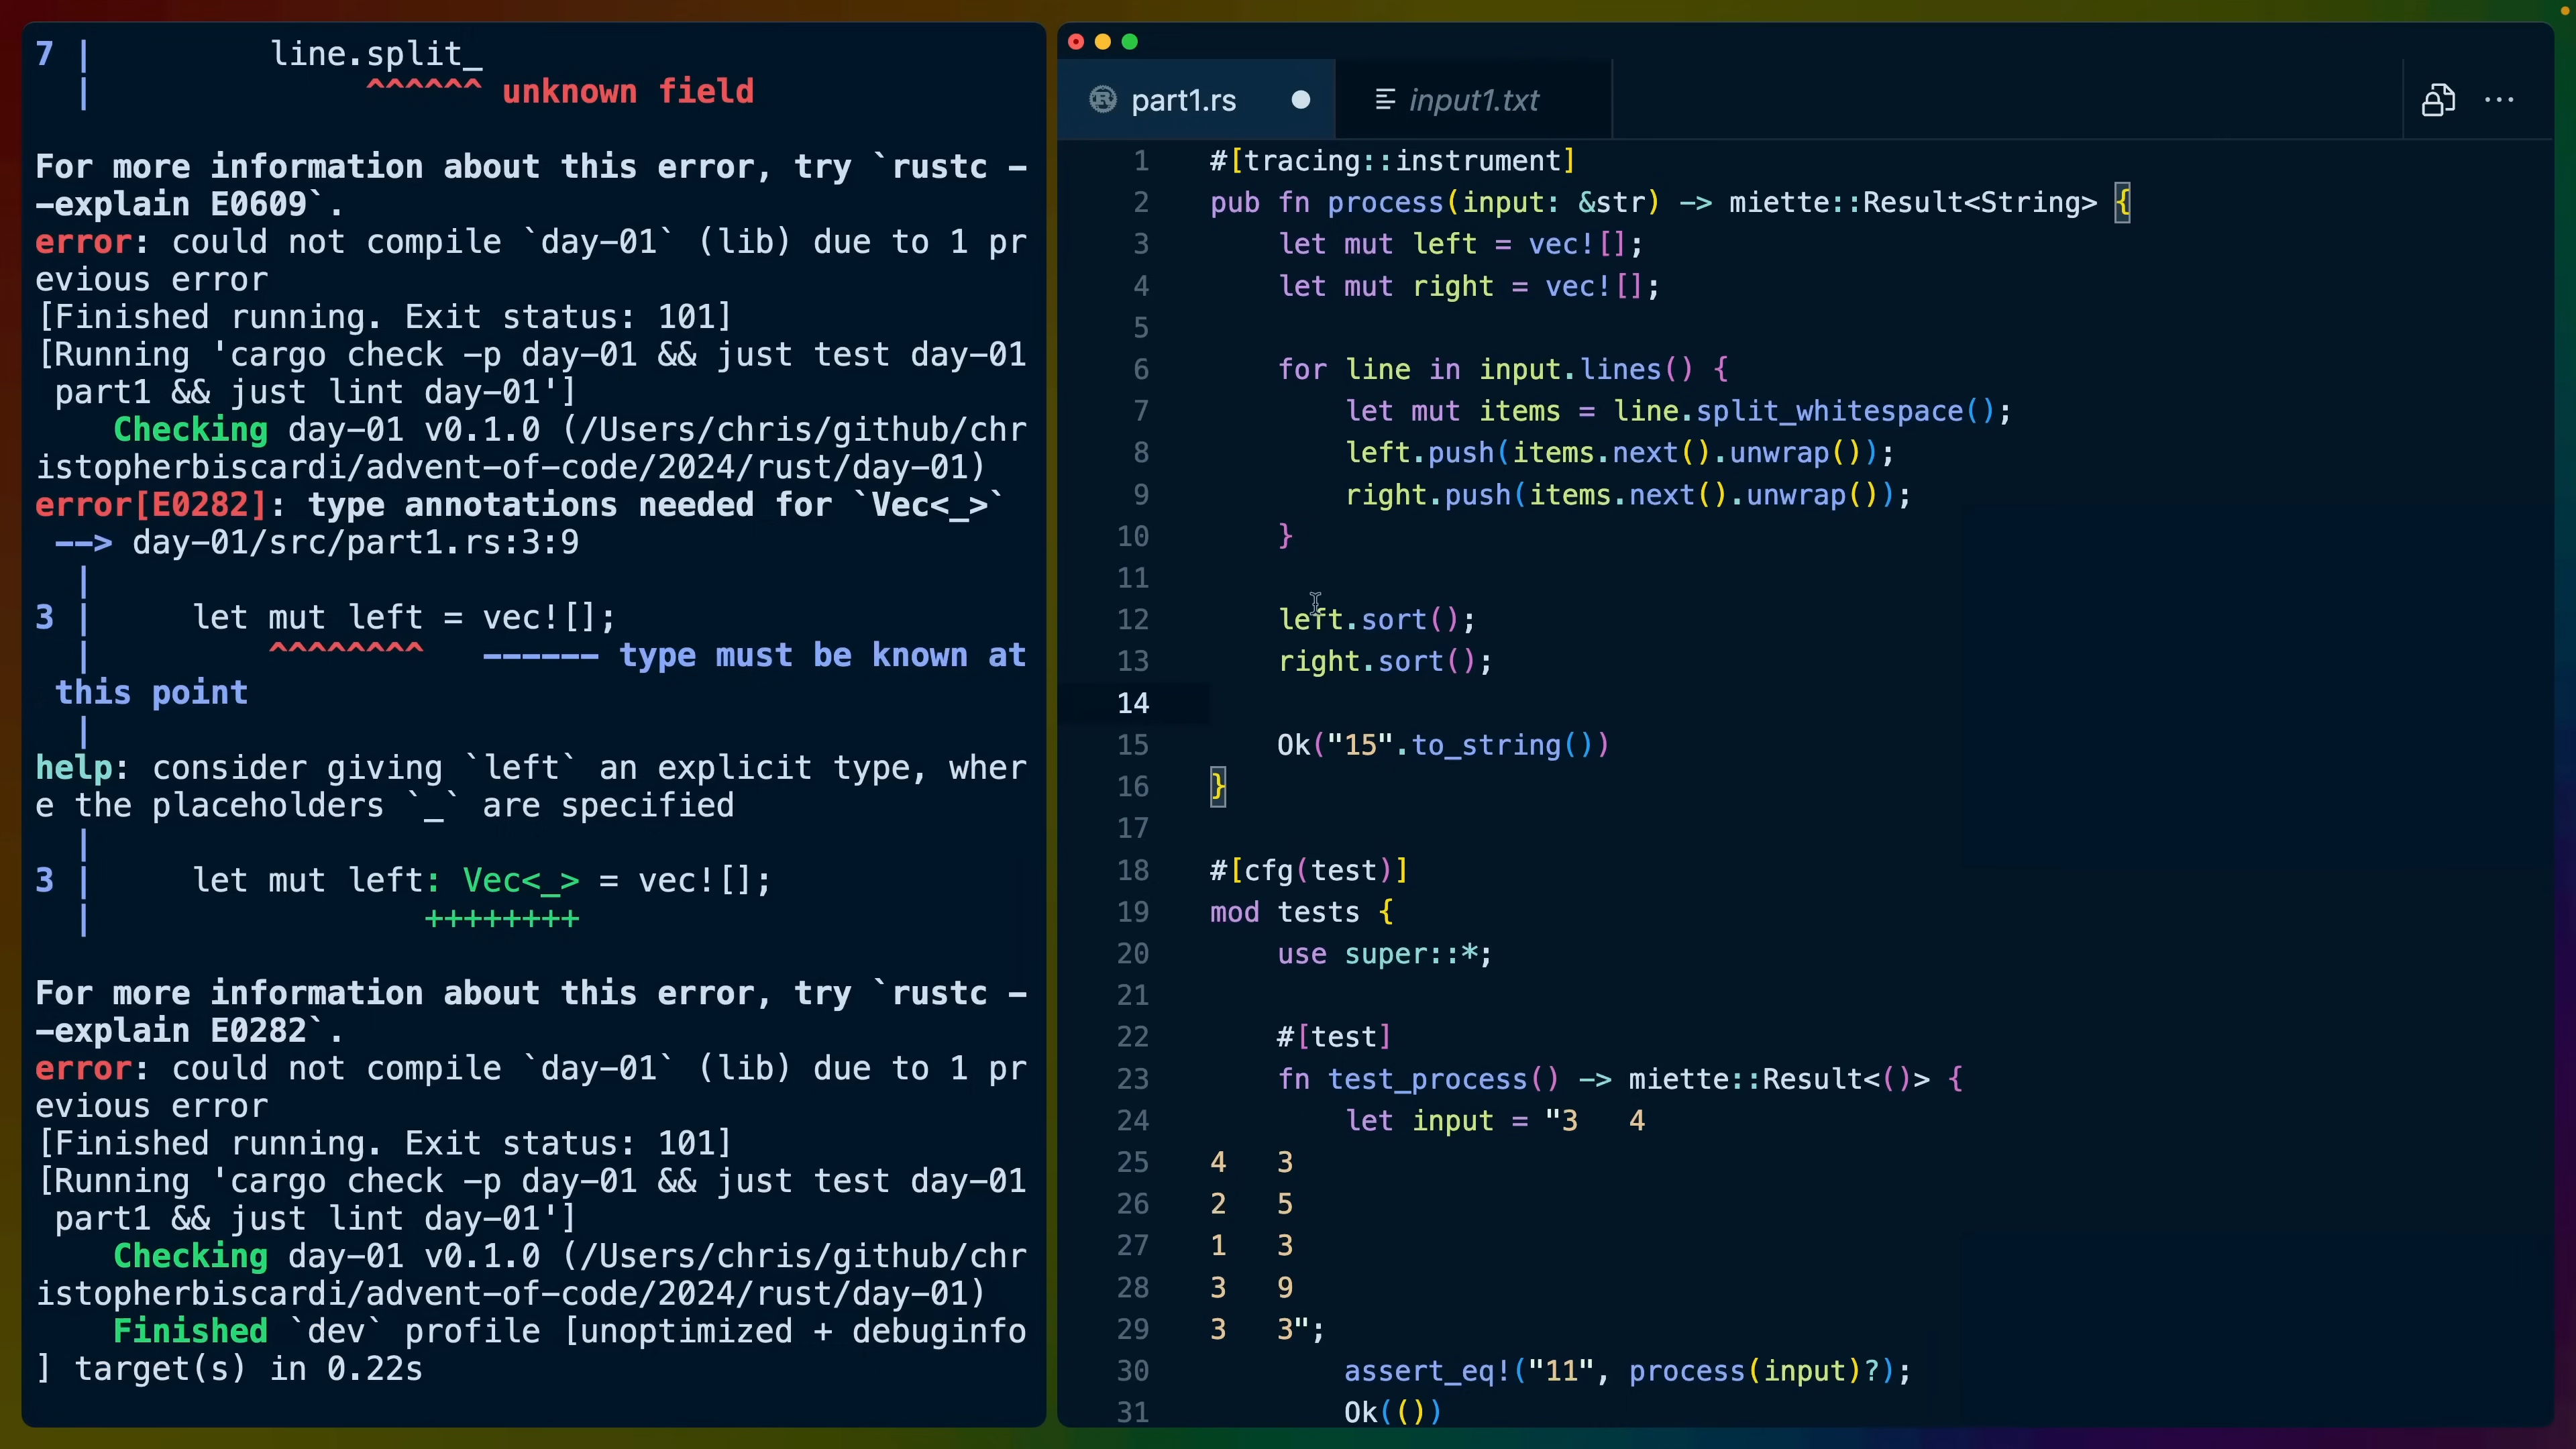 7 |         line.split_
  |              ^^^^^^ unknown field
For more information about this error, try `rustc -
-explain E0609`.
error: could not compile `day-01` (lib) due to 1 pr
evious error
[Finished running. Exit status: 101]
[Running 'cargo check -p day-01 && just test day-01
 part1 && just lint day-01']
    Checking day-01 v0.1.0 (/Users/chris/github/chr
istopherbiscardi/advent-of-code/2024/rust/day-01)
error[E0282]: type annotations needed for `Vec<_>`
 --> day-01/src/part1.rs:3:9
  |
3 |     let mut left = vec![];
  |         ^^^^^^^^   ------ type must be known at
 this point
  |
help: consider giving `left` an explicit type, wher
e the placeholders `_` are specified
  |
3 |     let mut left: Vec<_> = vec![];
  |                 ++++++++
For more information about this error, try `rustc -
-explain E0282`.
error: could not compile `day-01` (lib) due to 1 pr
evious error
[Finished running. Exit status: 101]
[Running 'cargo check -p day-01 && just test day-01
 part1 && just lint day-01']
    Checking day-01 v0.1.0 (/Users/chris/github/chr
istopherbiscardi/advent-of-code/2024/rust/day-01)
    Finished `dev` profile [unoptimized + debuginfo
] target(s) in 0.22s
part1.rs
input1.txt
1 #[tracing::instrument]
2 pub fn process(input: &str) -> miette::Result<String> {
3     let mut left = vec![];
4     let mut right = vec![];
5
6     for line in input.lines() {
7         let mut items = line.split_whitespace();
8         left.push(items.next().unwrap());
9         right.push(items.next().unwrap());
10     }
11
12     left.sort();
13     right.sort();
14
15     Ok("15".to_string())
16 }
17
18 #[cfg(test)]
19 mod tests {
20     use super::*;
21
22     #[test]
23     fn test_process() -> miette::Result<()> {
24         let input = "3   4
25 4   3
26 2   5
27 1   3
28 3   9
29 3   3";
30         assert_eq!("11", process(input)?);
31         Ok(())